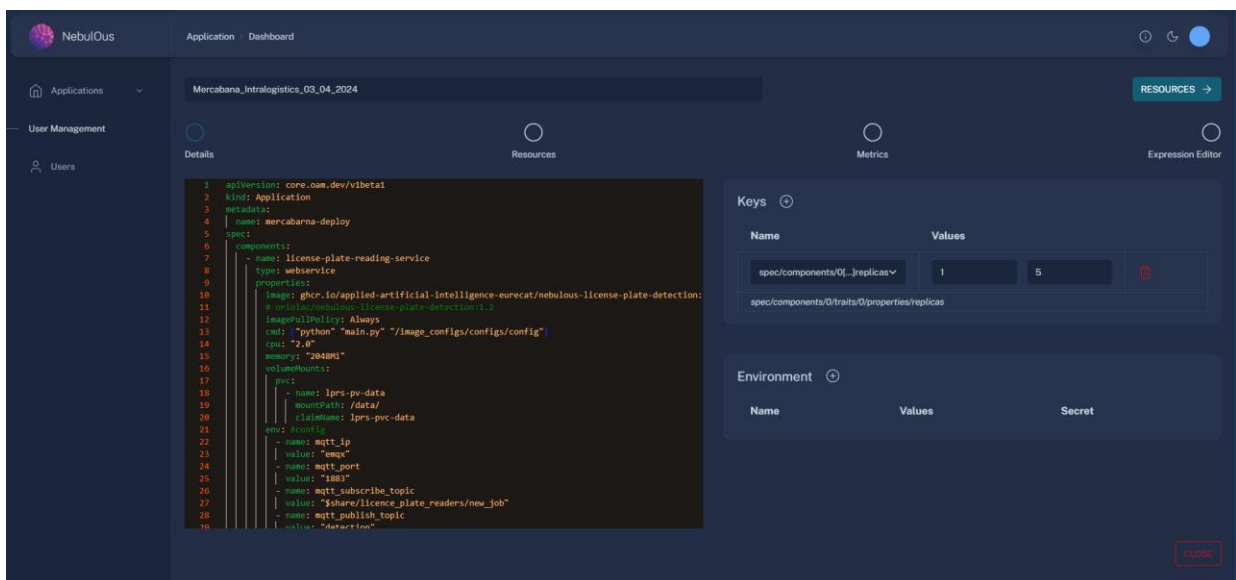 NebulOus
Application Dashboard
Applications
User Management
Users
Mercabana_Intralogistics_03_04_2024
RESOURCES →
Details
Resources
Metrics
Expression Editor
1 apiVersion: core.oam.dev/v1beta1
2 kind: Application
3 metadata:
4 name: mercabarna-deploy
5 spec:
6 components:
7 - name: license-plate-reading-service
8 type: webservice
9 properties:
10 image: ghcr.io/applied-artificial-intelligence-eurecat/nebulous-license-plate-detection:
11 # oriolac/nebulous-license-plate-detection:1.2
12 imagePullPolicy: Always
13 cmd: ["python" "main.py" "/image_configs/configs/config"]
14 cpu: "2.0"
15 memory: "2048Mi"
16 volumeMounts:
17 pvc:
18 - name: lprs-pv-data
19 mountPath: /data/
20 claimName: lprs-pvc-data
21 env: #config
22 - name: mqtt_ip
23 value: "emqx"
24 - name: mqtt_port
25 value: "1883"
26 - name: mqtt_subscribe_topic
27 value: "$share/licence_plate_readers/new_job"
28 - name: mqtt_publish_topic
29 value: "detection"
Keys
Name Values
spec/components/0[...]replicas 1 5
spec/components/0/traits/0/properties/replicas
Environment
Name Values Secret
CLOSE